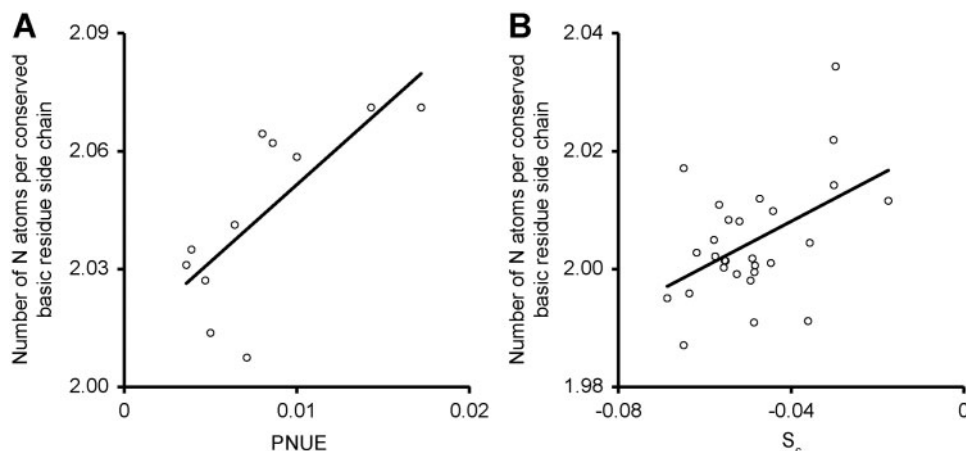 A
Number of N atoms per conserved
basic residue side chain
2.09
2.06
2.03
2.00
0
0.01
0.02
PNUE
B
Number of N atoms per conserved
basic residue side chain
2.04
2.02
2.00
1.98
-0.08
-0.04
0
S